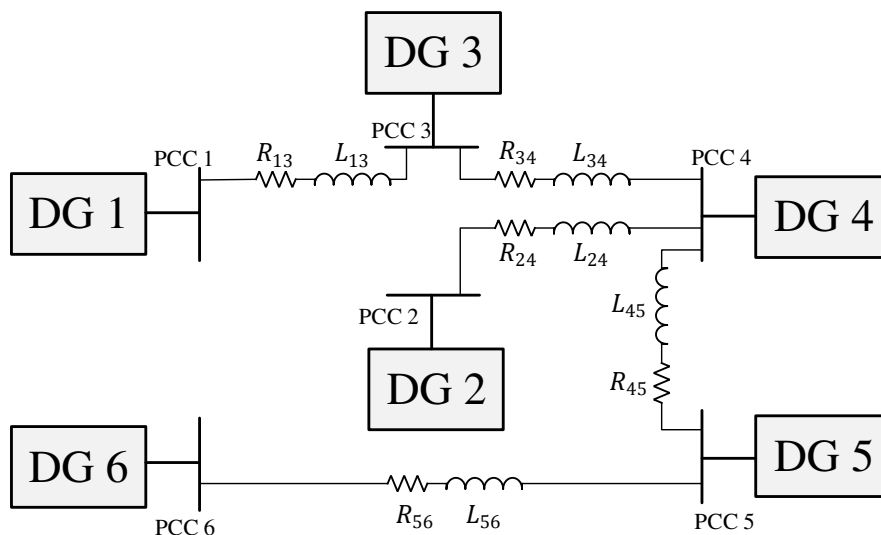 DG 3
PCC 3
PCC 1
R13
L13
R34
L34
PCC 4
DG 1
DG 4
R24
L24
PCC 2
L45
DG 2
R45
DG 6
DG 5
PCC 6
R56
L56
PCC 5